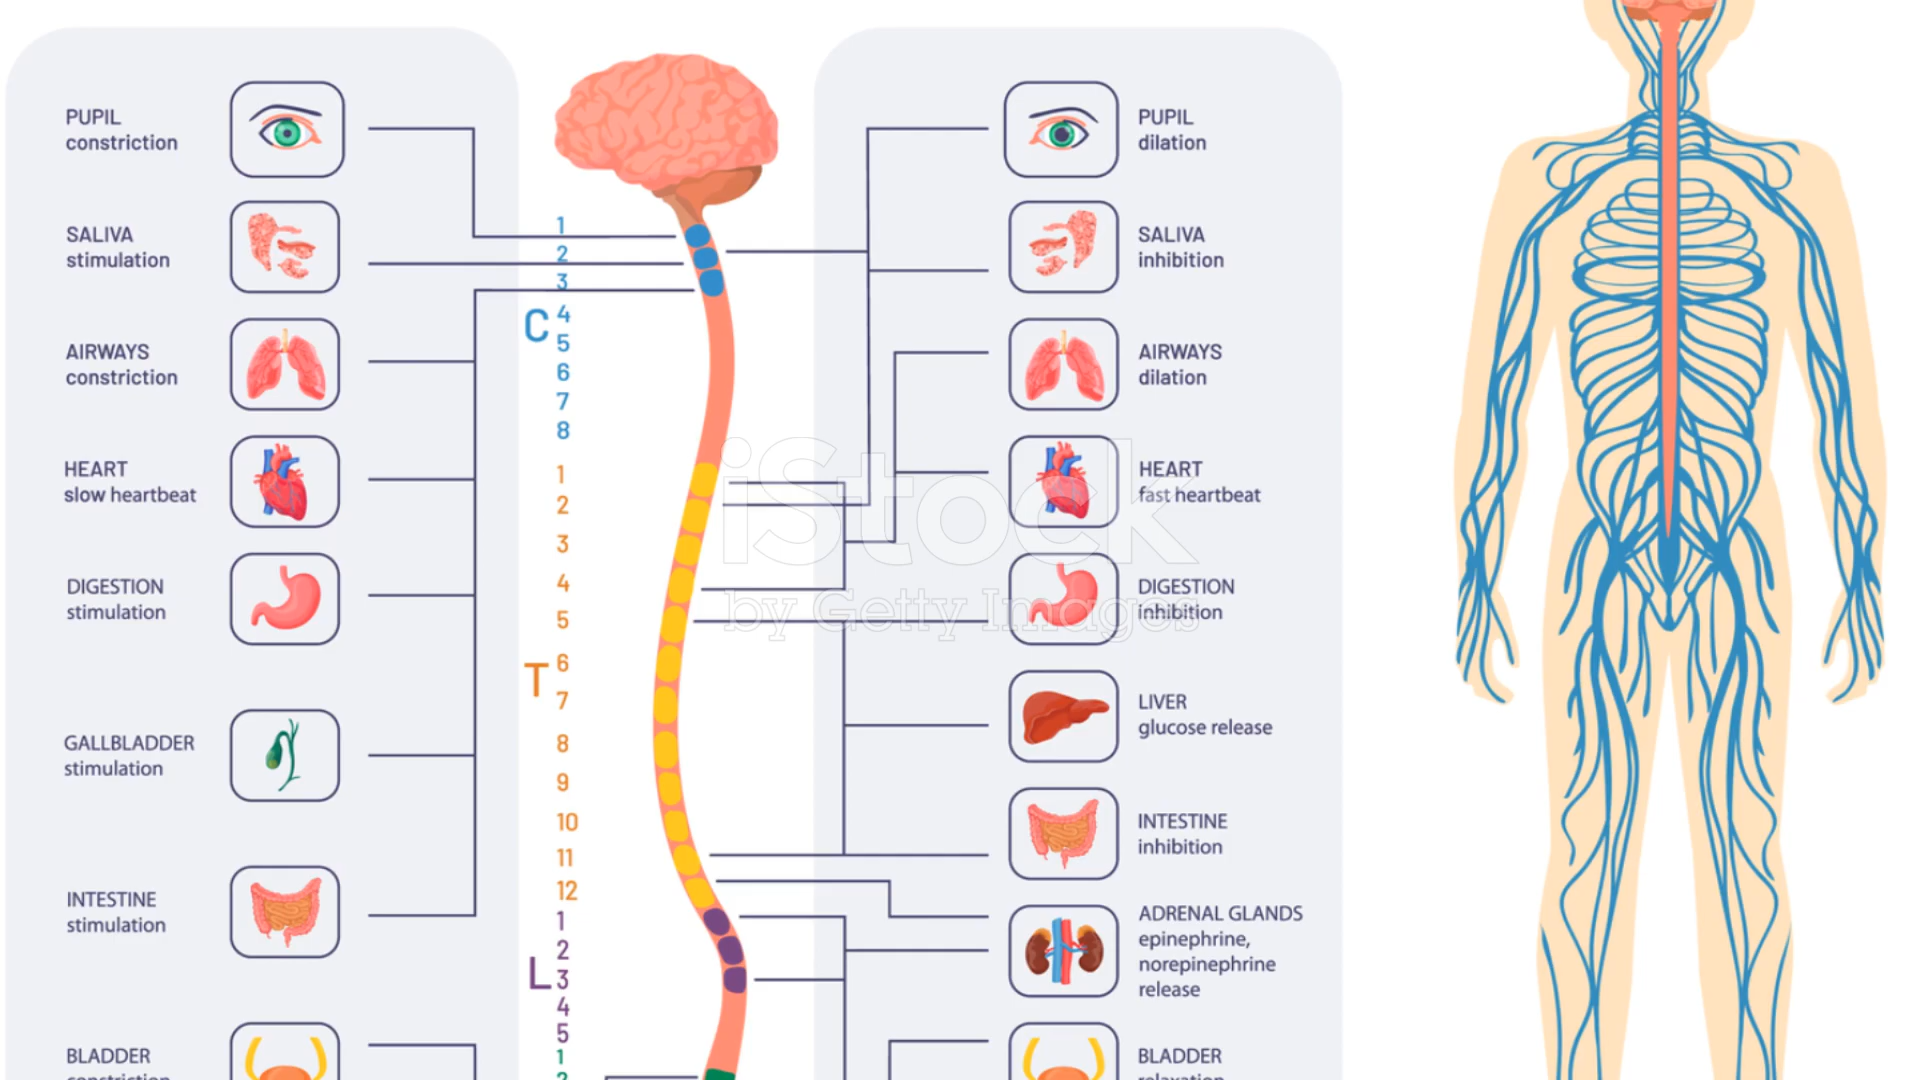 PUPIL
constriction
SALIVA
stimulation
AIRWAYS
constriction
HEART
slow heartbeat
DIGESTION
stimulation
GALLBLADDER
stimulation
INTESTINE
stimulation
BLADDER
constriction
C
1
2
3
4
5
6
7
8
T
1
2
3
4
5
6
7
8
9
10
11
12
L
1
2
3
4
5
1
2
PUPIL
dilation
SALIVA
inhibition
AIRWAYS
dilation
HEART
fast heartbeat
DIGESTION
inhibition
LIVER
glucose release
INTESTINE
inhibition
ADRENAL GLANDS
epinephrine,
norepinephrine
release
BLADDER
relaxation
iStock
by Getty Images